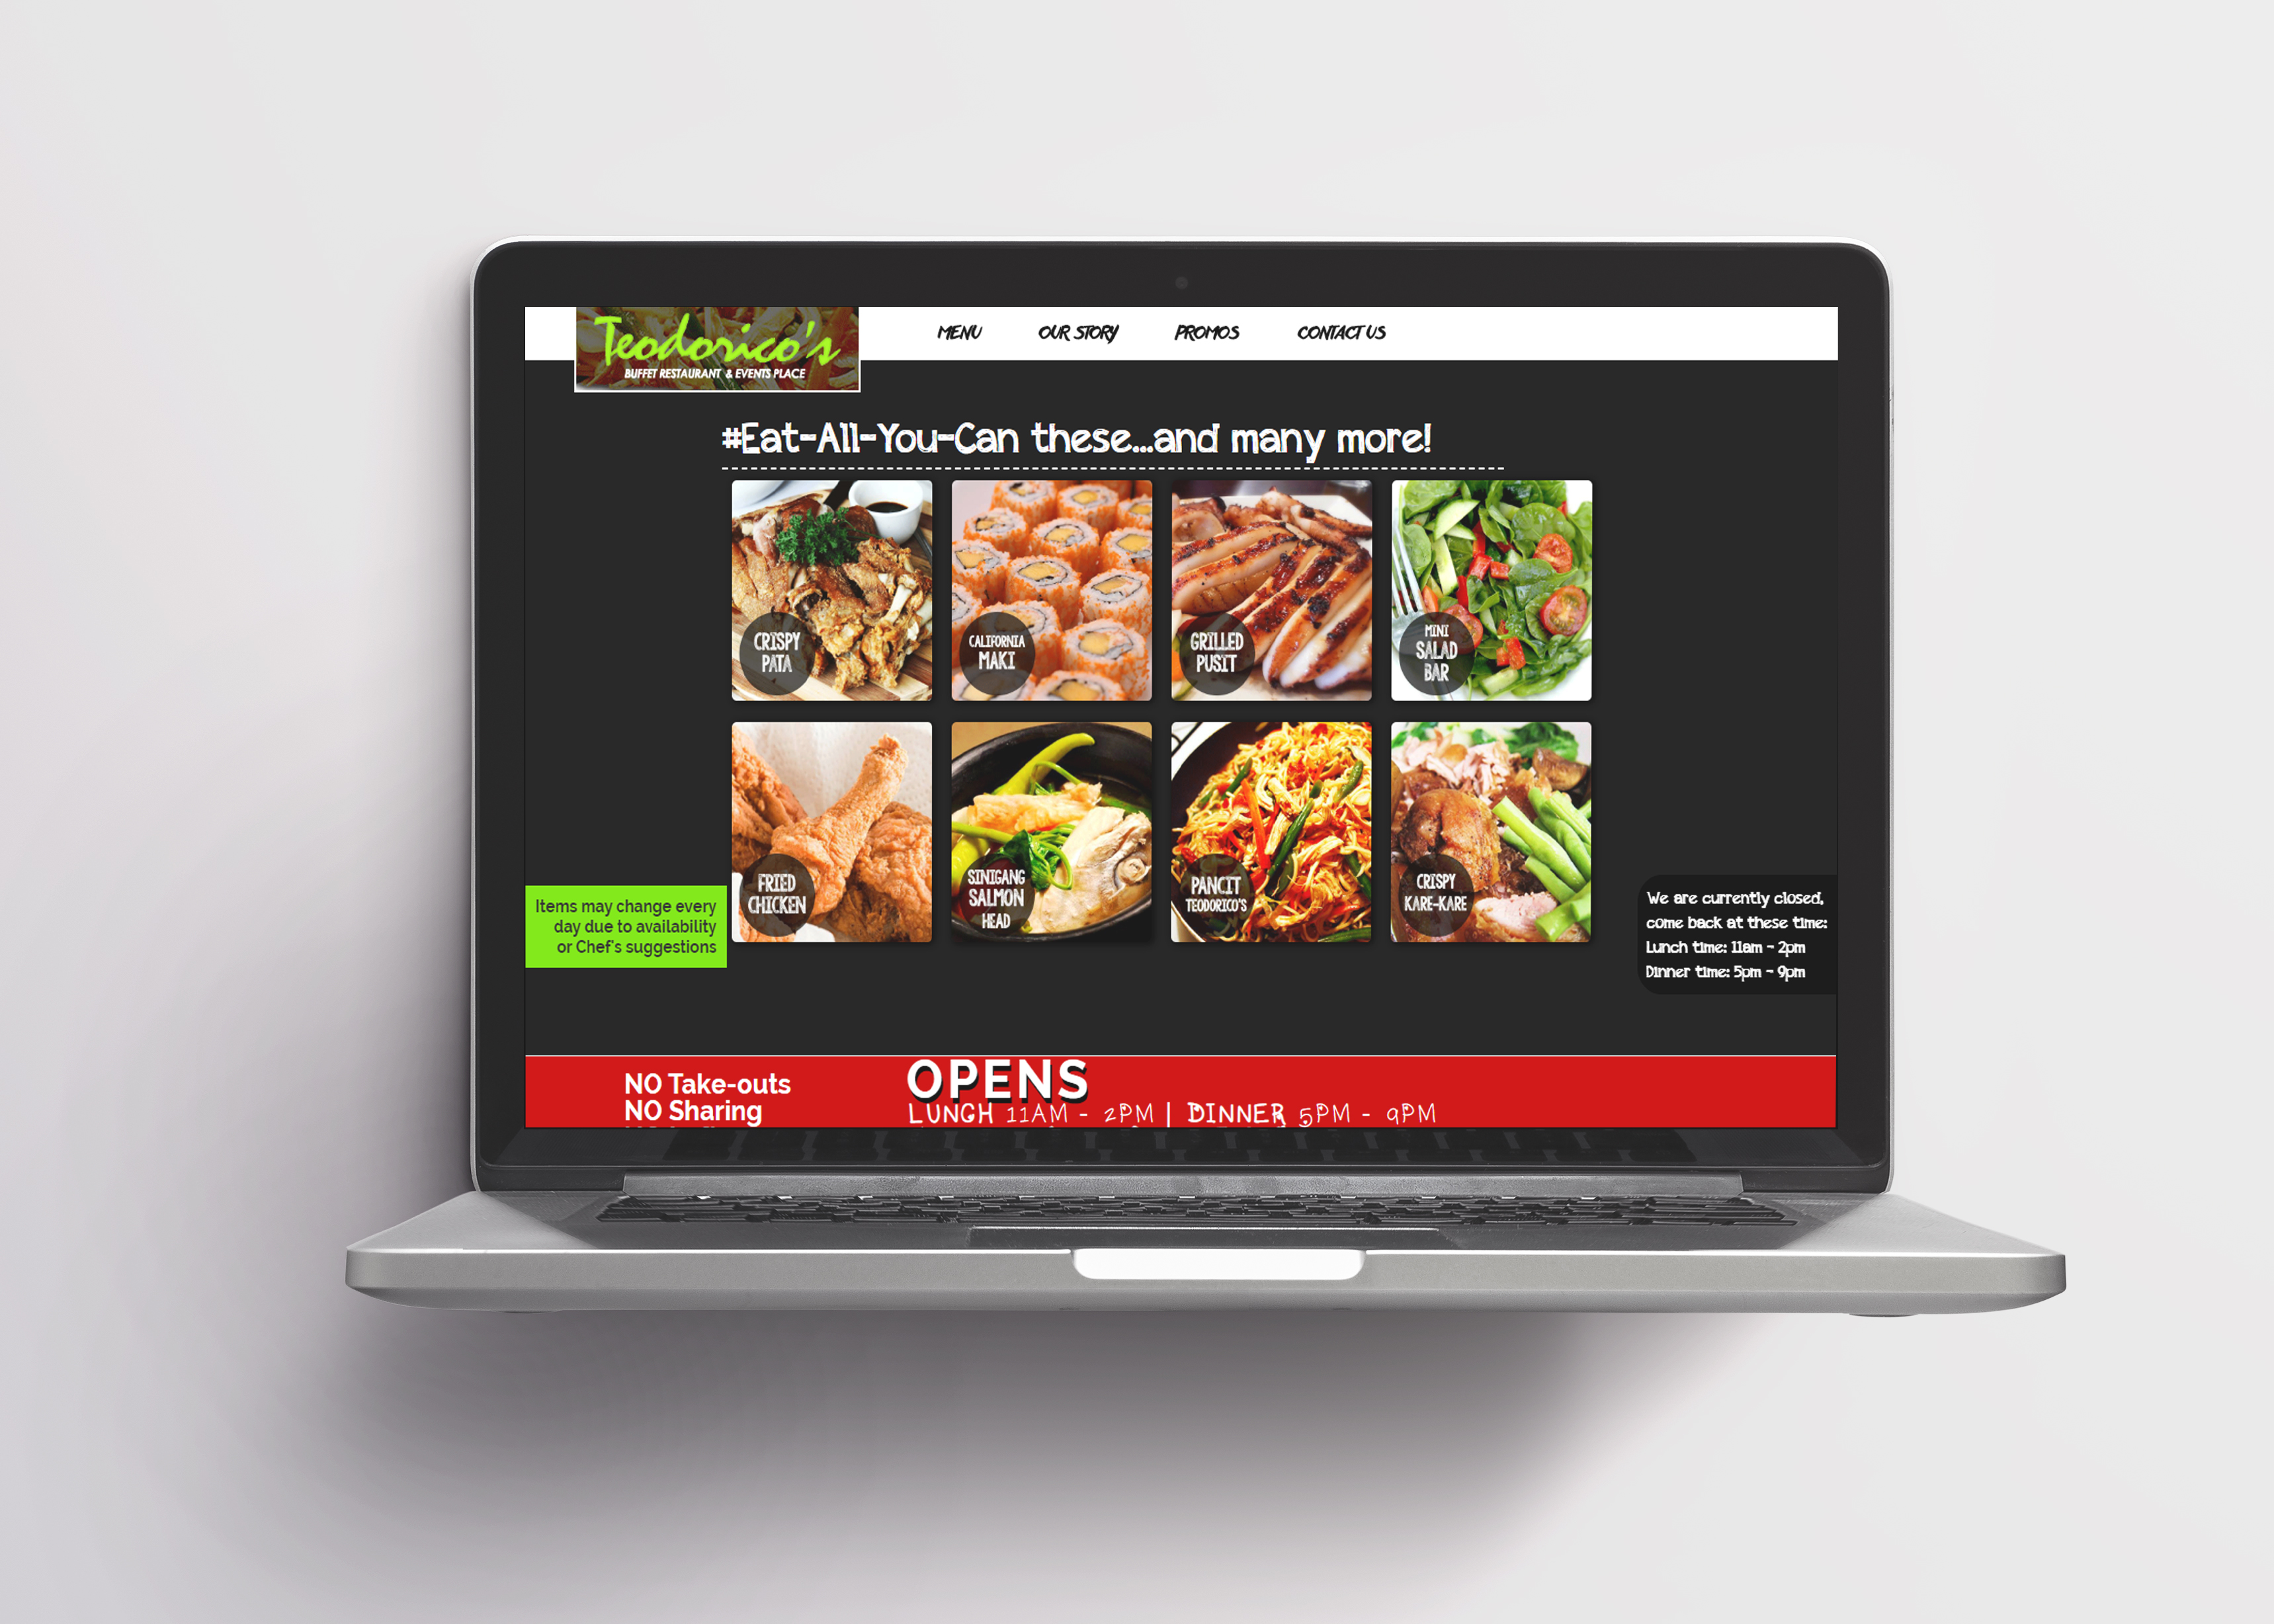 Teodorico's
BUFFET RESTAURANT & EVENTS PLACE
MENU
OUR STORY
PROMOS
CONTACT US
#Eat-All-You-Can these...and many more!
CRISPY
PATA
CALIFORNIA
MAKI
GRILLED
PUSIT
MINI
SALAD
BAR
FRIED
CHICKEN
SINIGANG
SALMON
HEAD
PANCIT
TEODORICO'S
CRISPY
KARE-KARE
Items may change every
day due to availability
or Chef's suggestions
We are currently closed,
come back at these time:
Lunch time: 11am - 2pm
Dinner time: 5pm - 9pm
NO Take-outs
NO Sharing
OPENS
LUNCH 11AM - 2PM | DINNER 5PM - 9PM